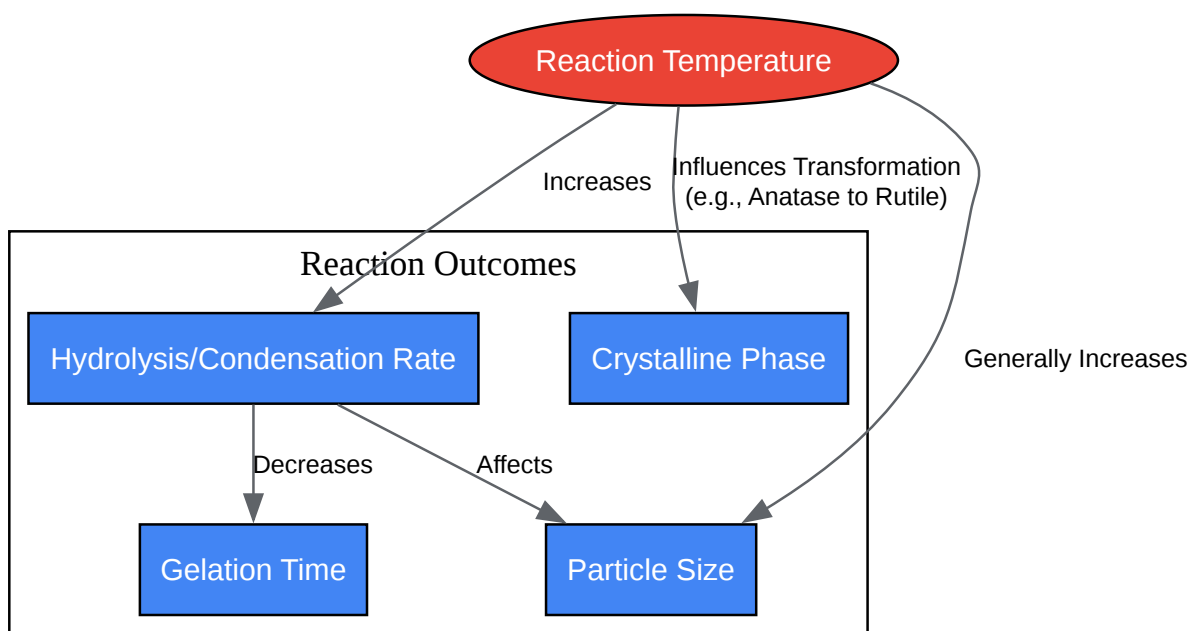 Reaction Temperature
Increases
Influences Transformation
(e.g., Anatase to Rutile)
Reaction Outcomes
Hydrolysis/Condensation Rate
Crystalline Phase
Generally Increases
Decreases
Affects
Gelation Time
Particle Size